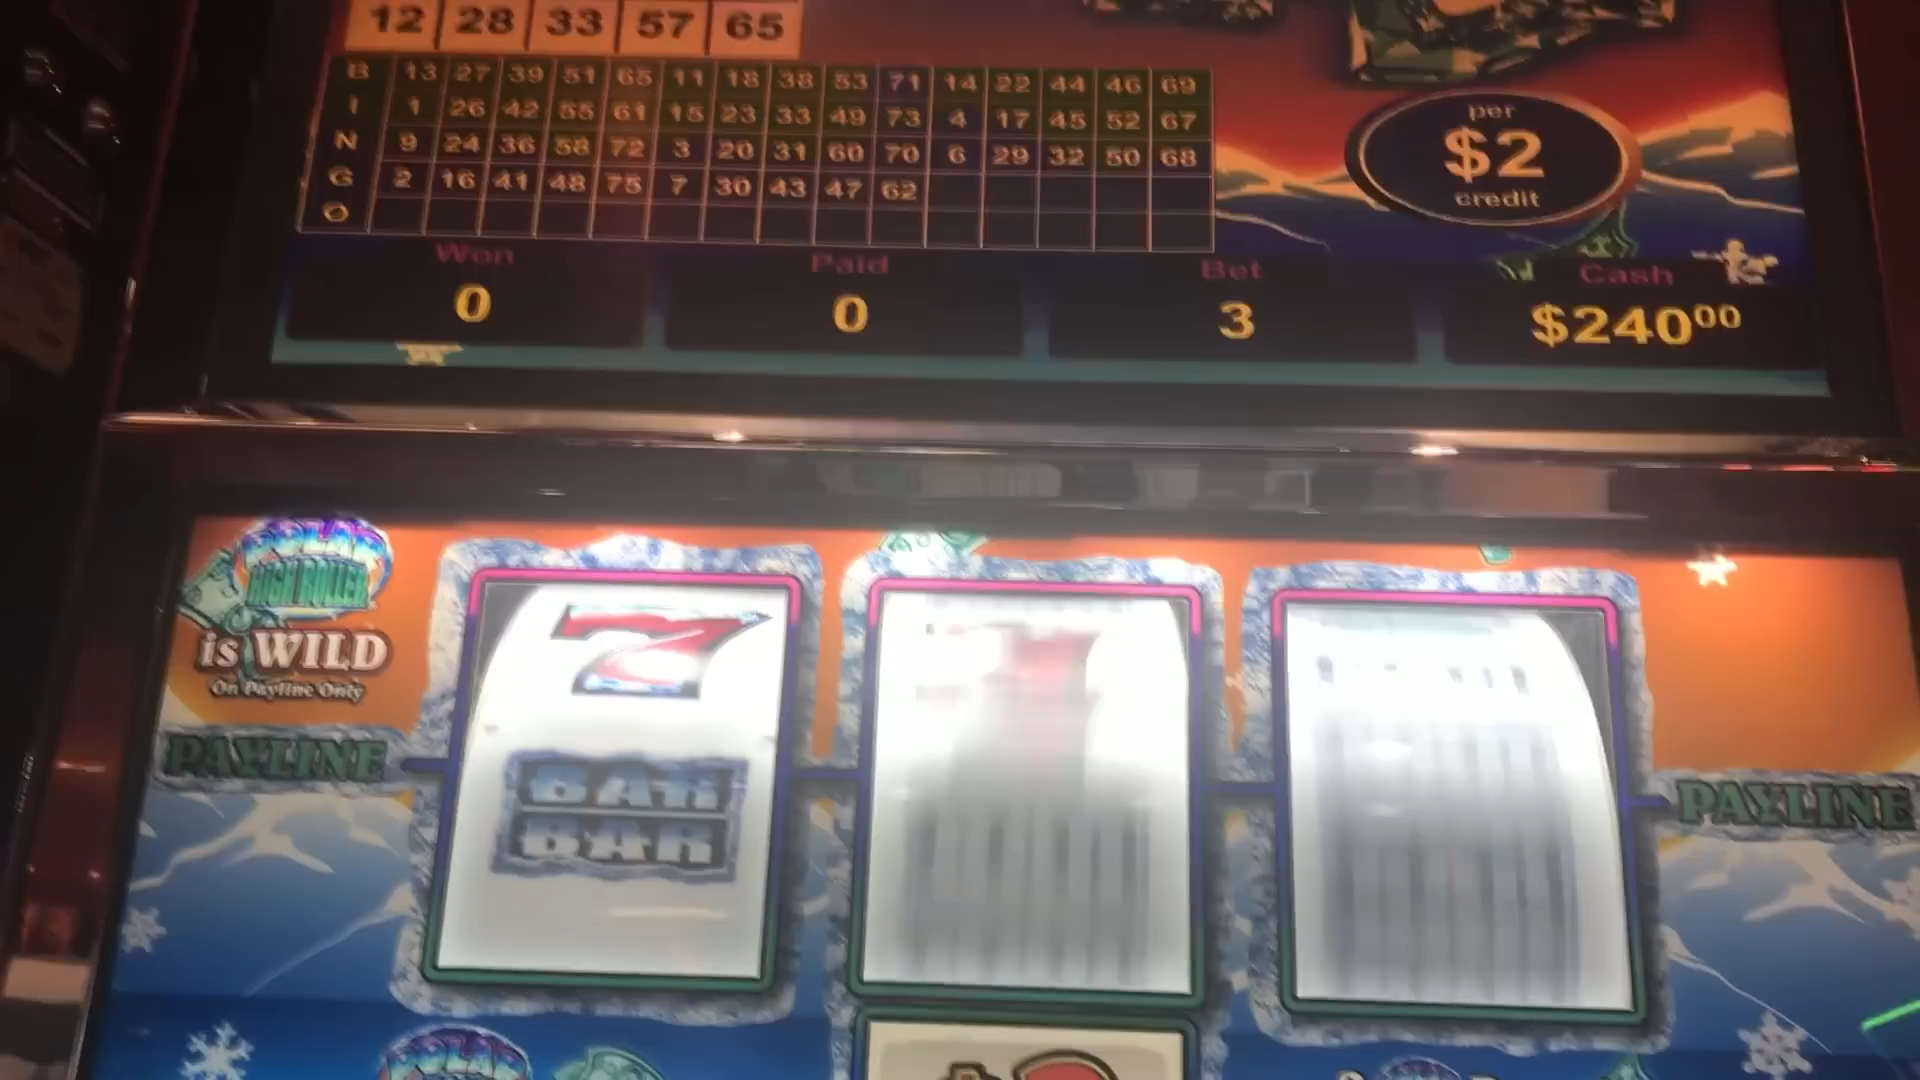 12 28 33 57 65
B 13 27 39 51 65 11 18 38 53 71 14 22 44 46 69
I 1 26 42 55 61 15 23 33 49 73 4 17 45 52 67
N 9 24 36 58 72 3 20 31 60 70 6 29 32 50 68
G 2 16 41 48 75 7 30 43 47 62
O
per
$2
credit
Won Paid Bet Cash
0 0 3 $240⁰⁰
POLAR
HIGH ROLLER
is WILD
On Payline Only
7
PAYLINE PAYLINE
BAR
BAR
POLAR